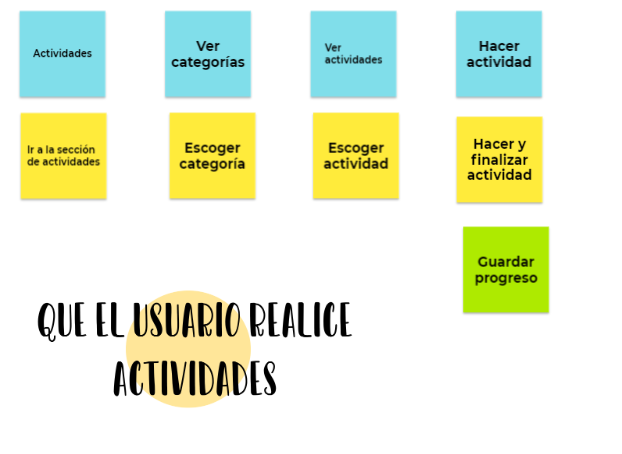 Actividades
Ver
categorías
Ver
actividades
Hacer
actividad
Ir a la sección
de actividades
Escoger
categoría
Escoger
actividad
Hacer y
finalizar
actividad
Guardar
progreso
QUE EL USUARIO REALICE
ACTIVIDADES